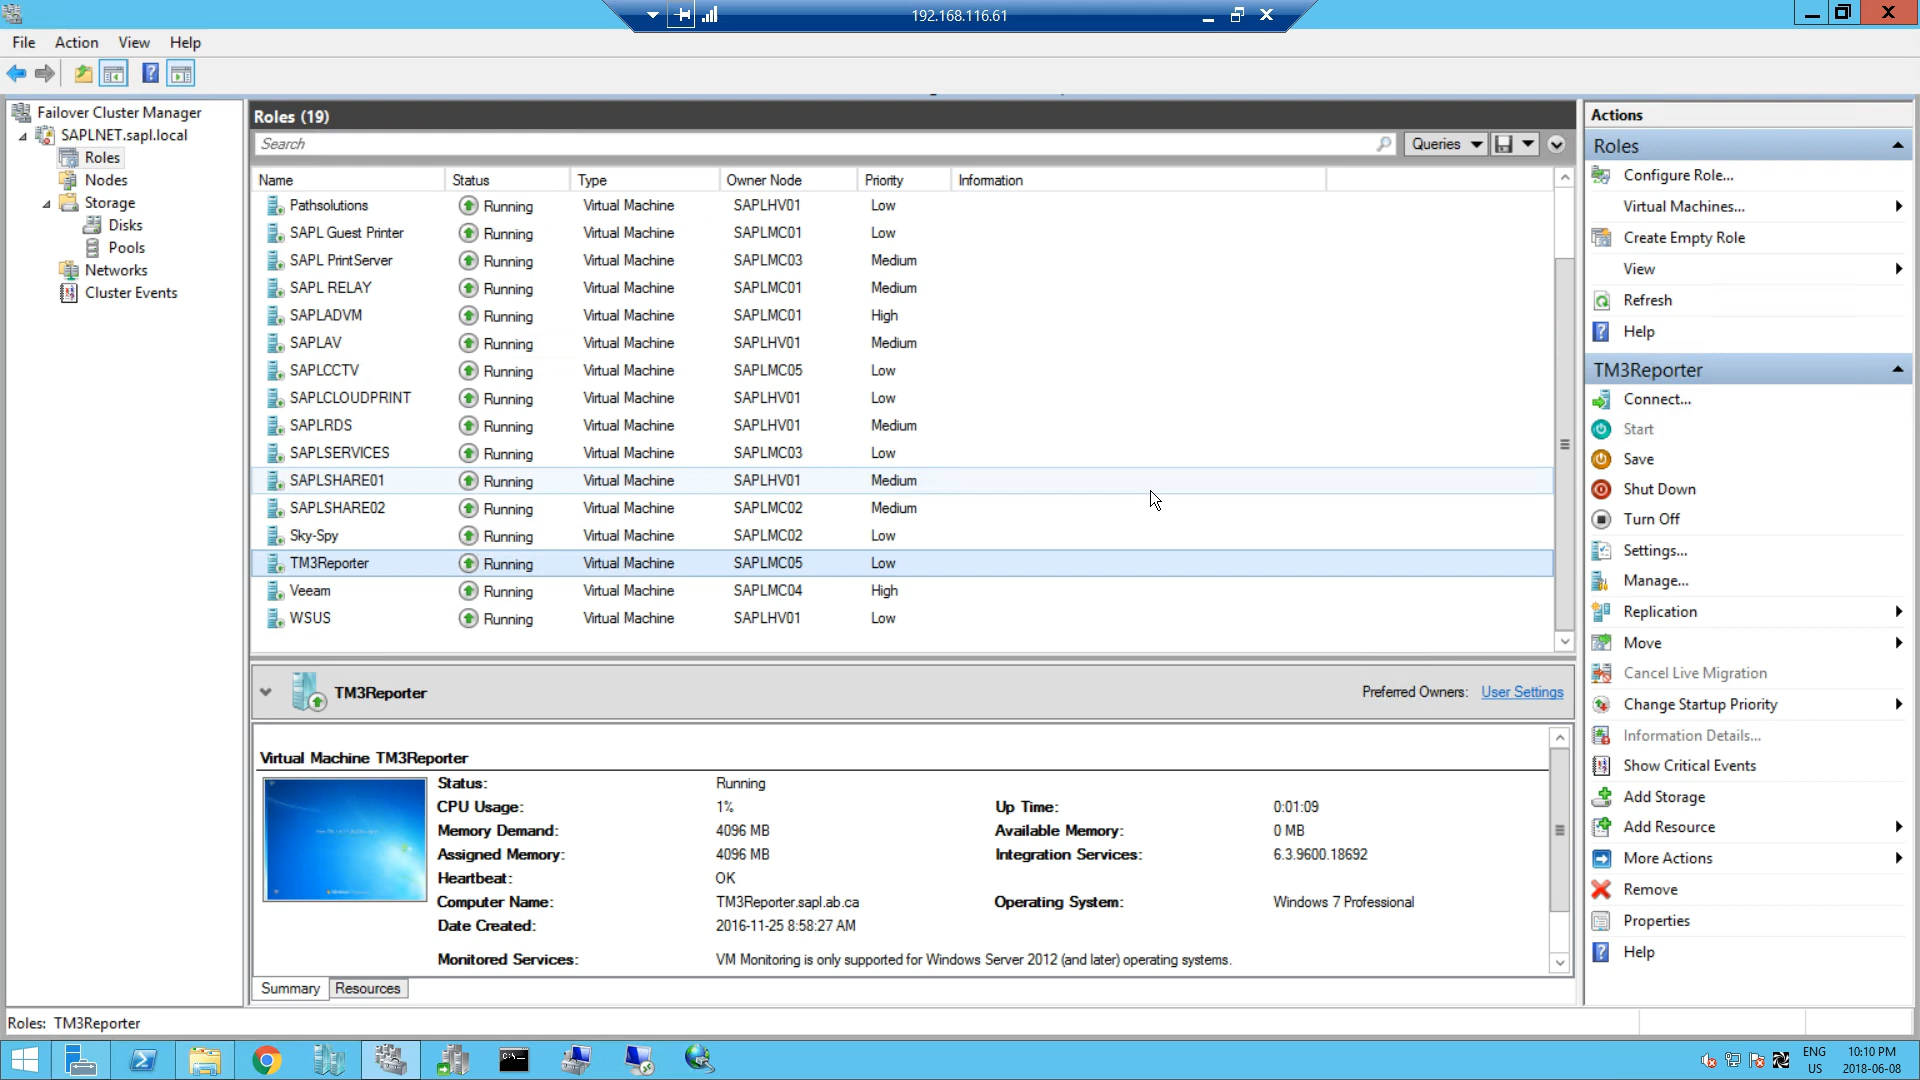 192.168.116.61
File Action View Help
Failover Cluster Manager
SAPLNET.sapl.local
Roles
Nodes
Storage
Disks
Pools
Networks
Cluster Events
Roles (19)
Search
Queries
Name Status Type Owner Node Priority Information
Pathsolutions Running Virtual Machine SAPLHV01 Low
SAPL Guest Printer Running Virtual Machine SAPLMC01 Low
SAPL PrintServer Running Virtual Machine SAPLMC03 Medium
SAPL RELAY Running Virtual Machine SAPLMC01 Medium
SAPLADVM Running Virtual Machine SAPLMC01 High
SAPLAV Running Virtual Machine SAPLHV01 Medium
SAPLCCTV Running Virtual Machine SAPLMC05 Low
SAPLCLOUDPRINT Running Virtual Machine SAPLHV01 Low
SAPLRDS Running Virtual Machine SAPLHV01 Medium
SAPLSERVICES Running Virtual Machine SAPLMC03 Low
SAPLSHARE01 Running Virtual Machine SAPLHV01 Medium
SAPLSHARE02 Running Virtual Machine SAPLMC02 Medium
Sky-Spy Running Virtual Machine SAPLMC02 Low
TM3Reporter Running Virtual Machine SAPLMC05 Low
Veeam Running Virtual Machine SAPLMC04 High
WSUS Running Virtual Machine SAPLHV01 Low
TM3Reporter Preferred Owners: User Settings
Virtual Machine TM3Reporter
Status: Running
CPU Usage: 1% Up Time: 0:01:09
Memory Demand: 4096 MB Available Memory: 0 MB
Assigned Memory: 4096 MB Integration Services: 6.3.9600.18692
Heartbeat: OK
Computer Name: TM3Reporter.sapl.ab.ca Operating System: Windows 7 Professional
Date Created: 2016-11-25 8:58:27 AM
Monitored Services: VM Monitoring is only supported for Windows Server 2012 (and later) operating systems.
Summary Resources
Actions
Roles
Configure Role...
Virtual Machines...
Create Empty Role
View
Refresh
Help
TM3Reporter
Connect...
Start
Save
Shut Down
Turn Off
Settings...
Manage...
Replication
Move
Cancel Live Migration
Change Startup Priority
Information Details...
Show Critical Events
Add Storage
Add Resource
More Actions
Remove
Properties
Help
Roles: TM3Reporter
ENG 10:10 PM
US 2018-06-08